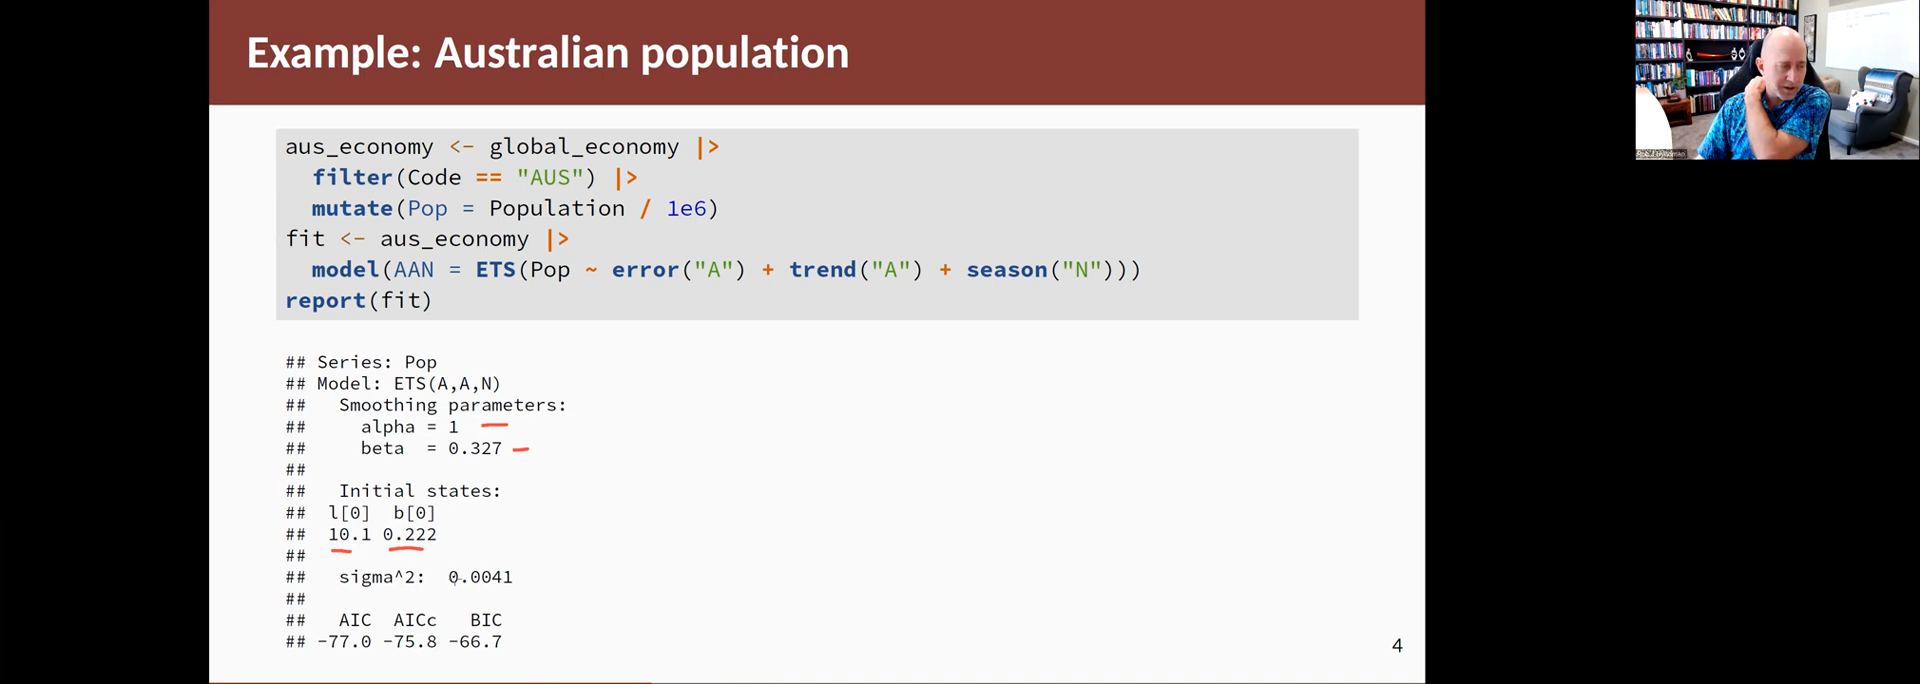 Example: Australian population
aus_economy <- global_economy |>
  filter(Code == "AUS") |>
  mutate(Pop = Population / 1e6)
fit <- aus_economy |>
  model(AAN = ETS(Pop ~ error("A") + trend("A") + season("N")))
report(fit)
## Series: Pop
## Model: ETS(A,A,N)
##   Smoothing parameters:
##     alpha = 1
##     beta  = 0.327
##
##   Initial states:
##  l[0]  b[0]
##  10.1 0.222
##
##   sigma^2:  0.0041
##
##   AIC  AICc   BIC
## -77.0 -75.8 -66.7
4